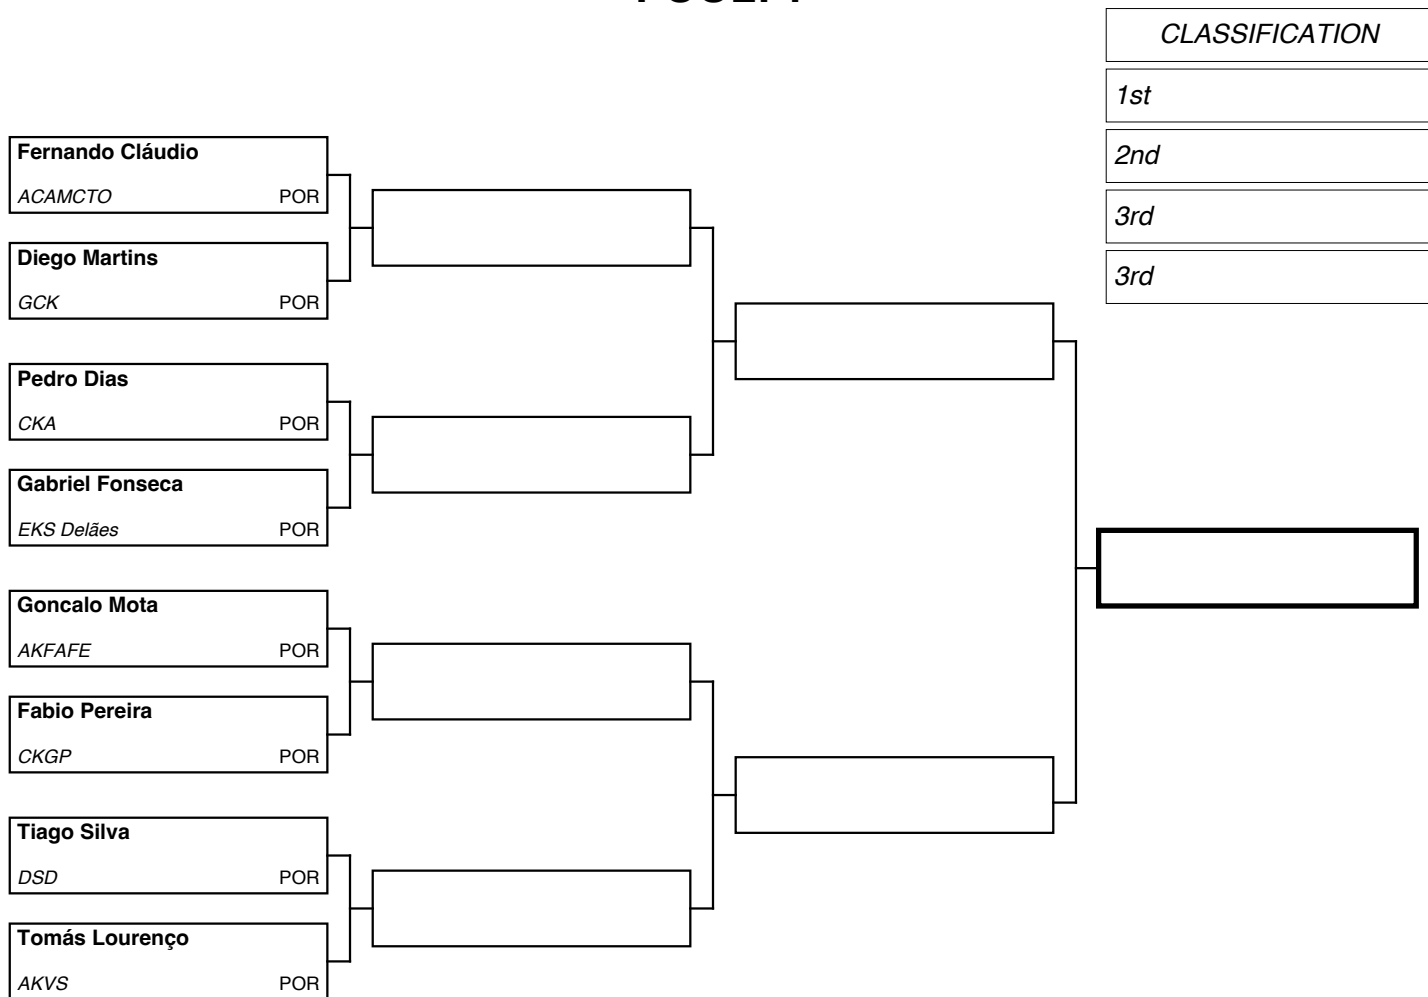 CLASSIFICATION
1st
2nd
3rd
3rd
Fernando Cláudio
ACAMCTO POR
Diego Martins
GCK POR
Pedro Dias
CKA POR
Gabriel Fonseca
EKS Delães POR
Goncalo Mota
AKFAFE POR
Fabio Pereira
CKGP POR
Tiago Silva
DSD POR
Tomás Lourenço
AKVS POR